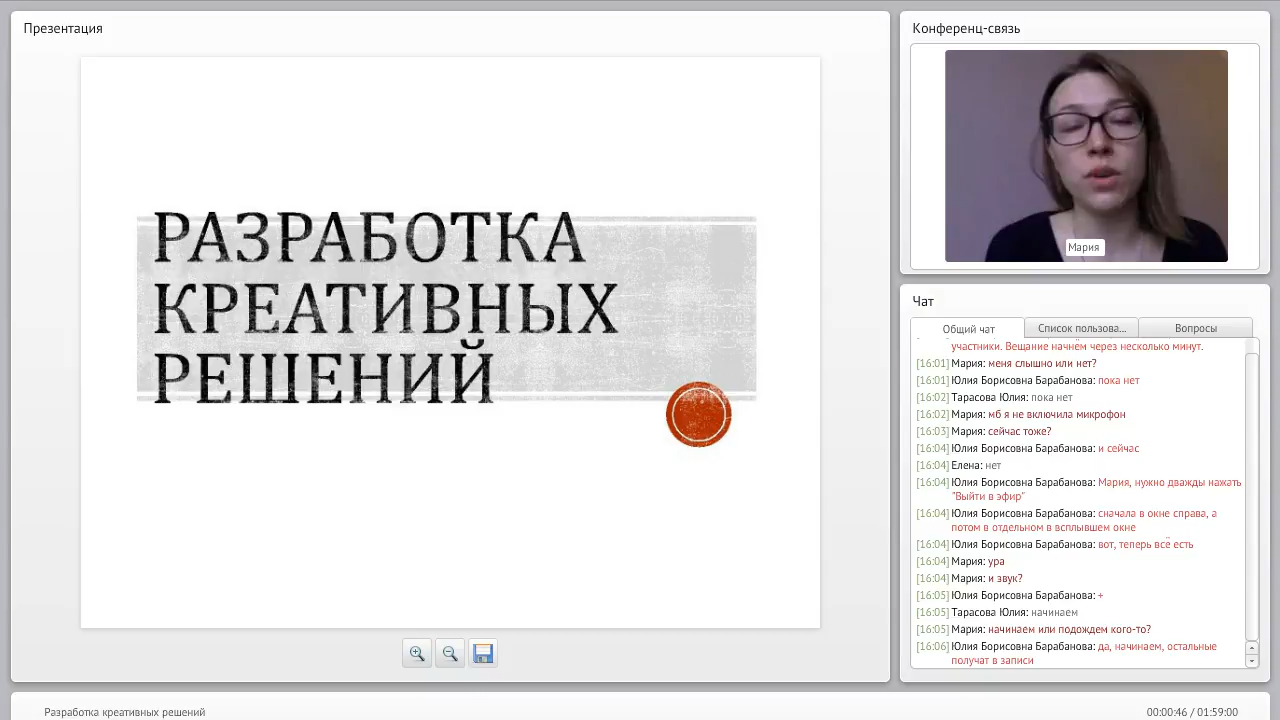 Презентация
РАЗРАБОТКА
КРЕАТИВНЫХ
РЕШЕНИЙ
Конференц-связь
Мария
Чат
Общий чат
Список пользова...
Вопросы
участники. Вещание начнём через несколько минут.
[16:01] Мария: меня слышно или нет?
[16:01] Юлия Борисовна Барабанова: пока нет
[16:02] Тарасова Юлия: пока нет
[16:02] Мария: мб я не включила микрофон
[16:03] Мария: сейчас тоже?
[16:04] Юлия Борисовна Барабанова: и сейчас
[16:04] Елена: нет
[16:04] Юлия Борисовна Барабанова: Мария, нужно дважды нажать
"Выйти в эфир"
[16:04] Юлия Борисовна Барабанова: сначала в окне справа, а
потом в отдельном в всплывшем окне
[16:04] Юлия Борисовна Барабанова: вот, теперь всё есть
[16:04] Мария: ура
[16:04] Мария: и звук?
[16:05] Юлия Борисовна Барабанова: +
[16:05] Тарасова Юлия: начинаем
[16:05] Мария: начинаем или подождем кого-то?
[16:06] Юлия Борисовна Барабанова: да, начинаем, остальные
получат в записи
Разработка креативных решений
00:00:46 / 01:59:00